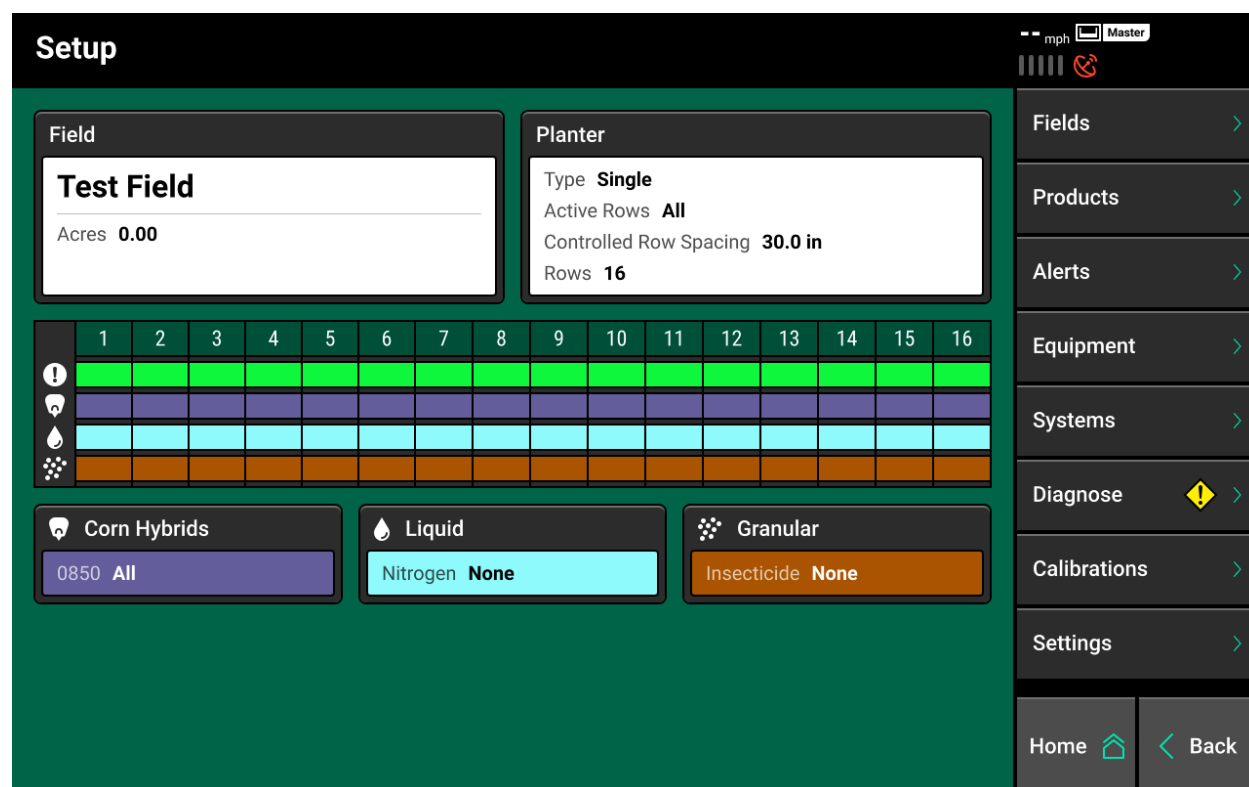 Setup
-- mph Master
Field
Test Field
Acres 0.00
Planter
Type Single
Active Rows All
Controlled Row Spacing 30.0 in
Rows 16
1 2 3 4 5 6 7 8 9 10 11 12 13 14 15 16
Corn Hybrids
0850 All
Liquid
Nitrogen None
Granular
Insecticide None
Fields
Products
Alerts
Equipment
Systems
Diagnose
Calibrations
Settings
Home
Back